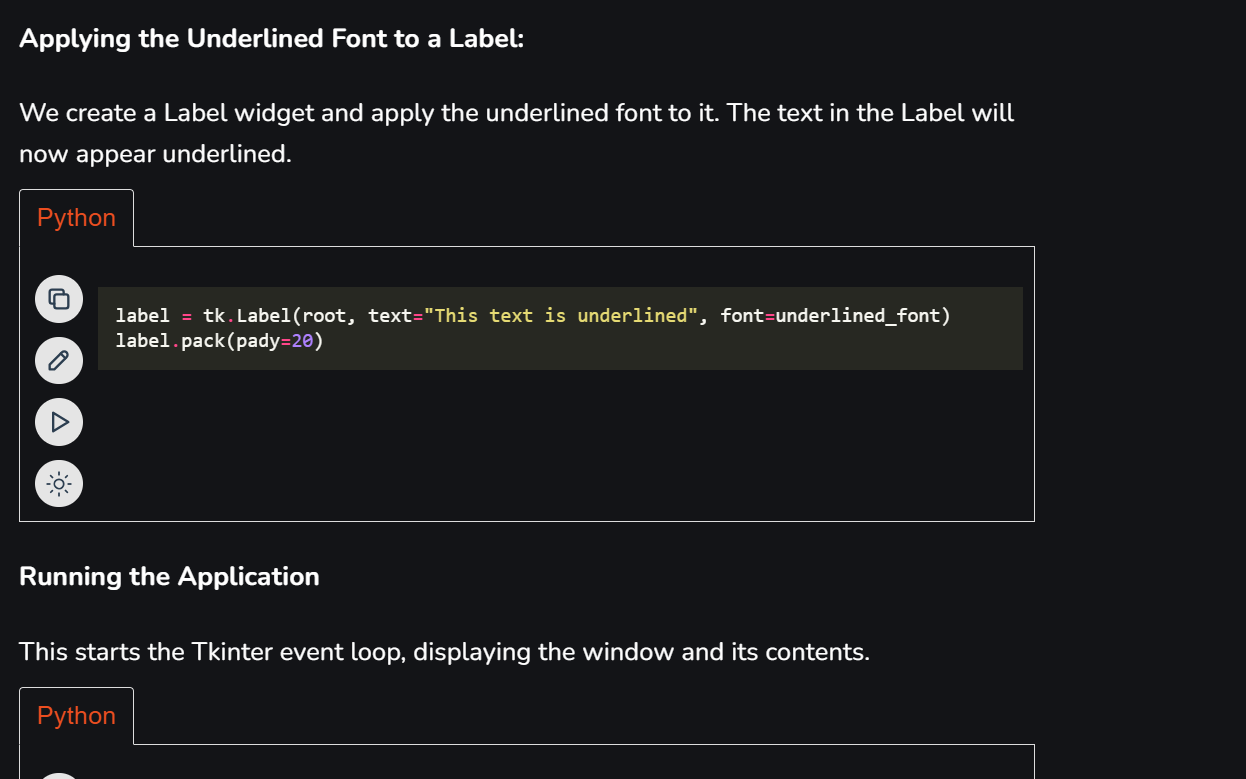 Applying the Underlined Font to a Label:
We create a Label widget and apply the underlined font to it. The text in the Label will
now appear underlined.
Python
label = tk.Label(root, text="This text is underlined", font=underlined_font)
label.pack(pady=20)
Running the Application
This starts the Tkinter event loop, displaying the window and its contents.
Python